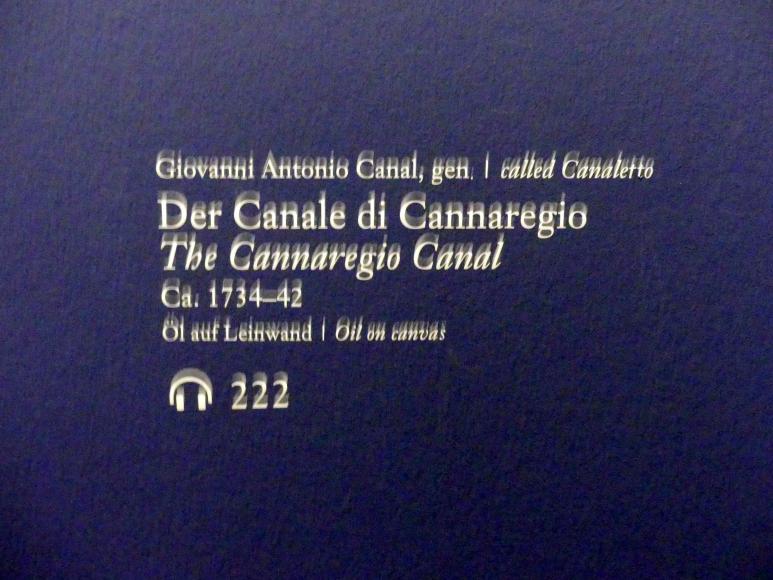 Giovanni Antonio Canal, gen. | called Canaletto
Der Canale di Cannaregio
The Cannaregio Canal
Ca. 1734–42
Öl auf Leinwand | Oil on canvas
222